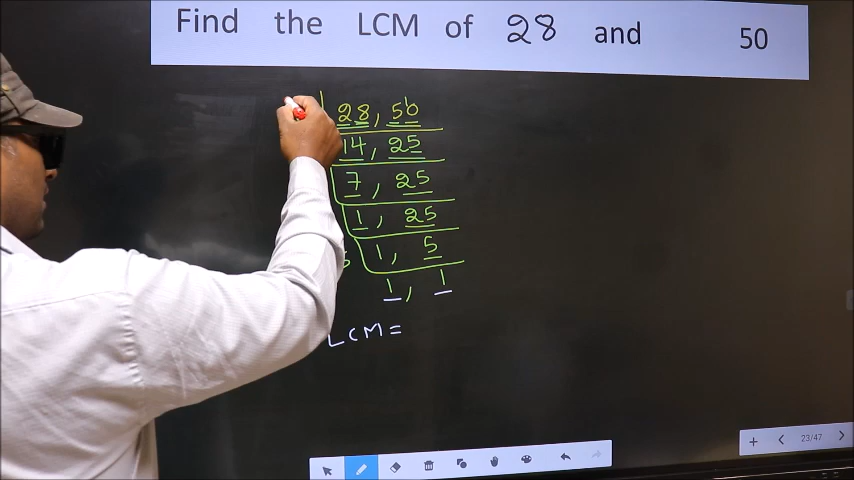 Find the LCM of 28 and 50
28, 50
14, 25
7, 25
1, 25
5 1, 5
1, 1
LCM =
23/47